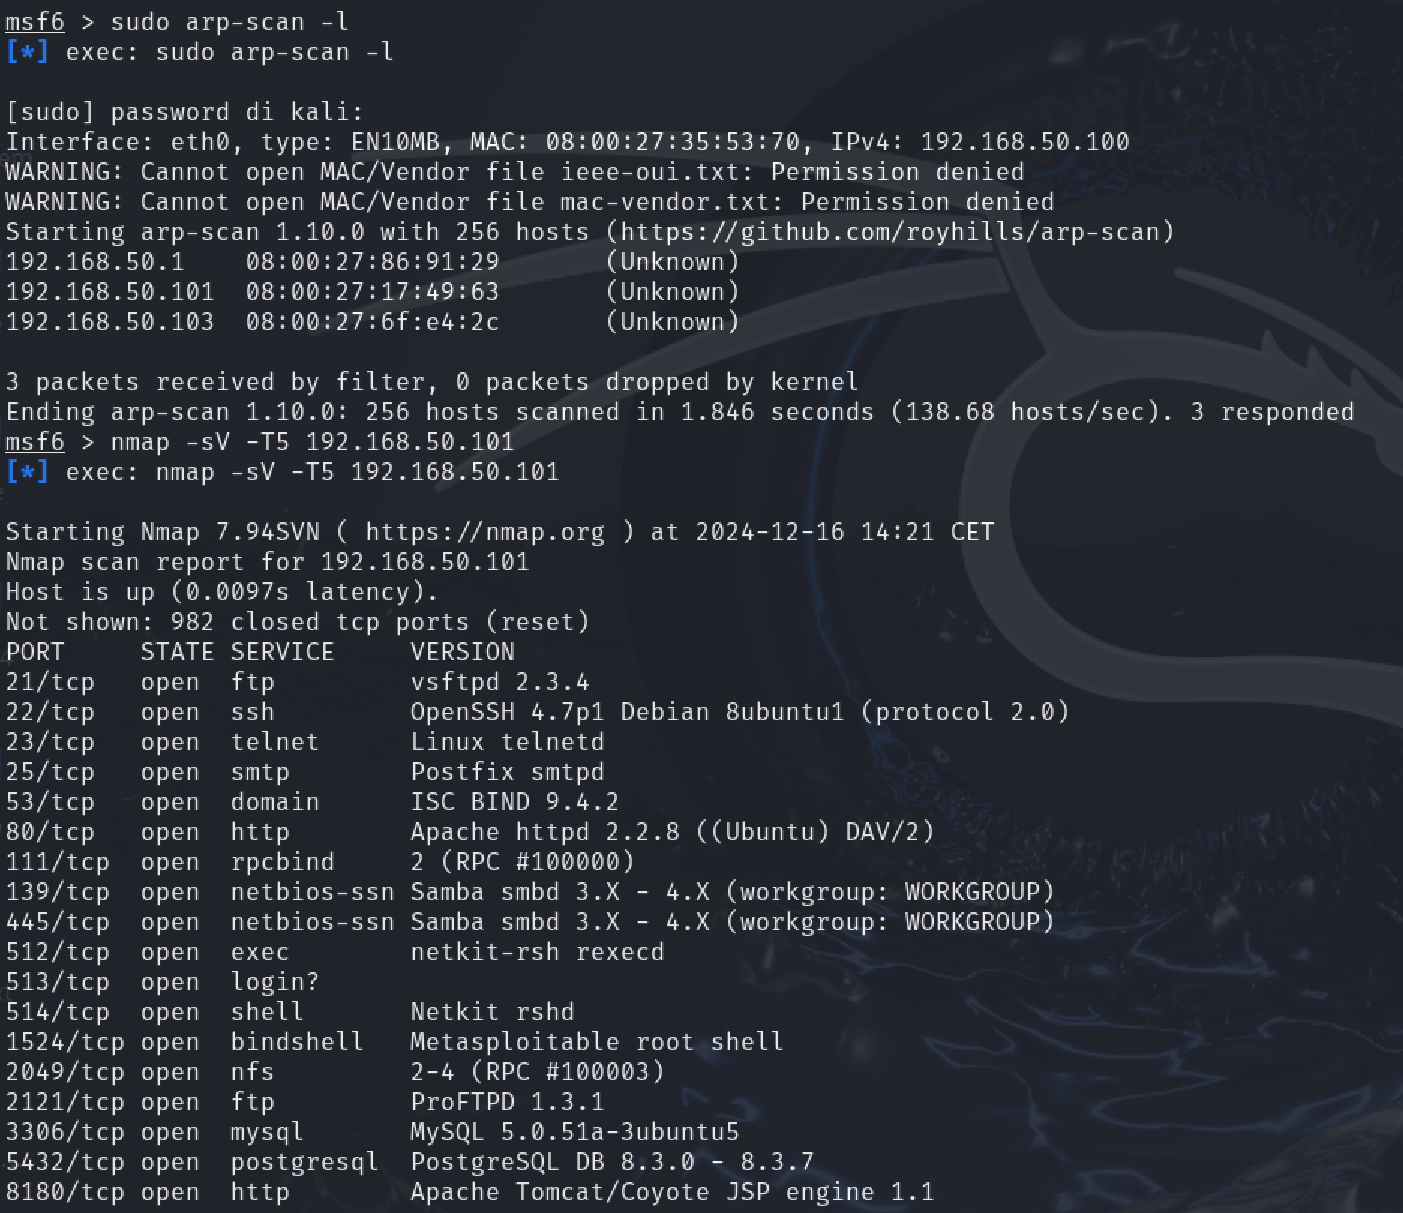 msf6 > sudo arp-scan -l
[*] exec: sudo arp-scan -l
[sudo] password di kali:
Interface: eth0, type: EN10MB, MAC: 08:00:27:35:53:70, IPv4: 192.168.50.100
WARNING: Cannot open MAC/Vendor file ieee-oui.txt: Permission denied
WARNING: Cannot open MAC/Vendor file mac-vendor.txt: Permission denied
Starting arp-scan 1.10.0 with 256 hosts (https://github.com/royhills/arp-scan)
192.168.50.1    08:00:27:86:91:29       (Unknown)
192.168.50.101  08:00:27:17:49:63       (Unknown)
192.168.50.103  08:00:27:6f:e4:2c       (Unknown)
3 packets received by filter, 0 packets dropped by kernel
Ending arp-scan 1.10.0: 256 hosts scanned in 1.846 seconds (138.68 hosts/sec). 3 responded
msf6 > nmap -sV -T5 192.168.50.101
[*] exec: nmap -sV -T5 192.168.50.101
Starting Nmap 7.94SVN ( https://nmap.org ) at 2024-12-16 14:21 CET
Nmap scan report for 192.168.50.101
Host is up (0.0097s latency).
Not shown: 982 closed tcp ports (reset)
PORT     STATE SERVICE     VERSION
21/tcp   open  ftp         vsftpd 2.3.4
22/tcp   open  ssh         OpenSSH 4.7p1 Debian 8ubuntu1 (protocol 2.0)
23/tcp   open  telnet      Linux telnetd
25/tcp   open  smtp        Postfix smtpd
53/tcp   open  domain      ISC BIND 9.4.2
80/tcp   open  http        Apache httpd 2.2.8 ((Ubuntu) DAV/2)
111/tcp  open  rpcbind     2 (RPC #100000)
139/tcp  open  netbios-ssn Samba smbd 3.X - 4.X (workgroup: WORKGROUP)
445/tcp  open  netbios-ssn Samba smbd 3.X - 4.X (workgroup: WORKGROUP)
512/tcp  open  exec        netkit-rsh rexecd
513/tcp  open  login?
514/tcp  open  shell       Netkit rshd
1524/tcp open  bindshell   Metasploitable root shell
2049/tcp open  nfs         2-4 (RPC #100003)
2121/tcp open  ftp         ProFTPD 1.3.1
3306/tcp open  mysql       MySQL 5.0.51a-3ubuntu5
5432/tcp open  postgresql  PostgreSQL DB 8.3.0 - 8.3.7
8180/tcp open  http        Apache Tomcat/Coyote JSP engine 1.1